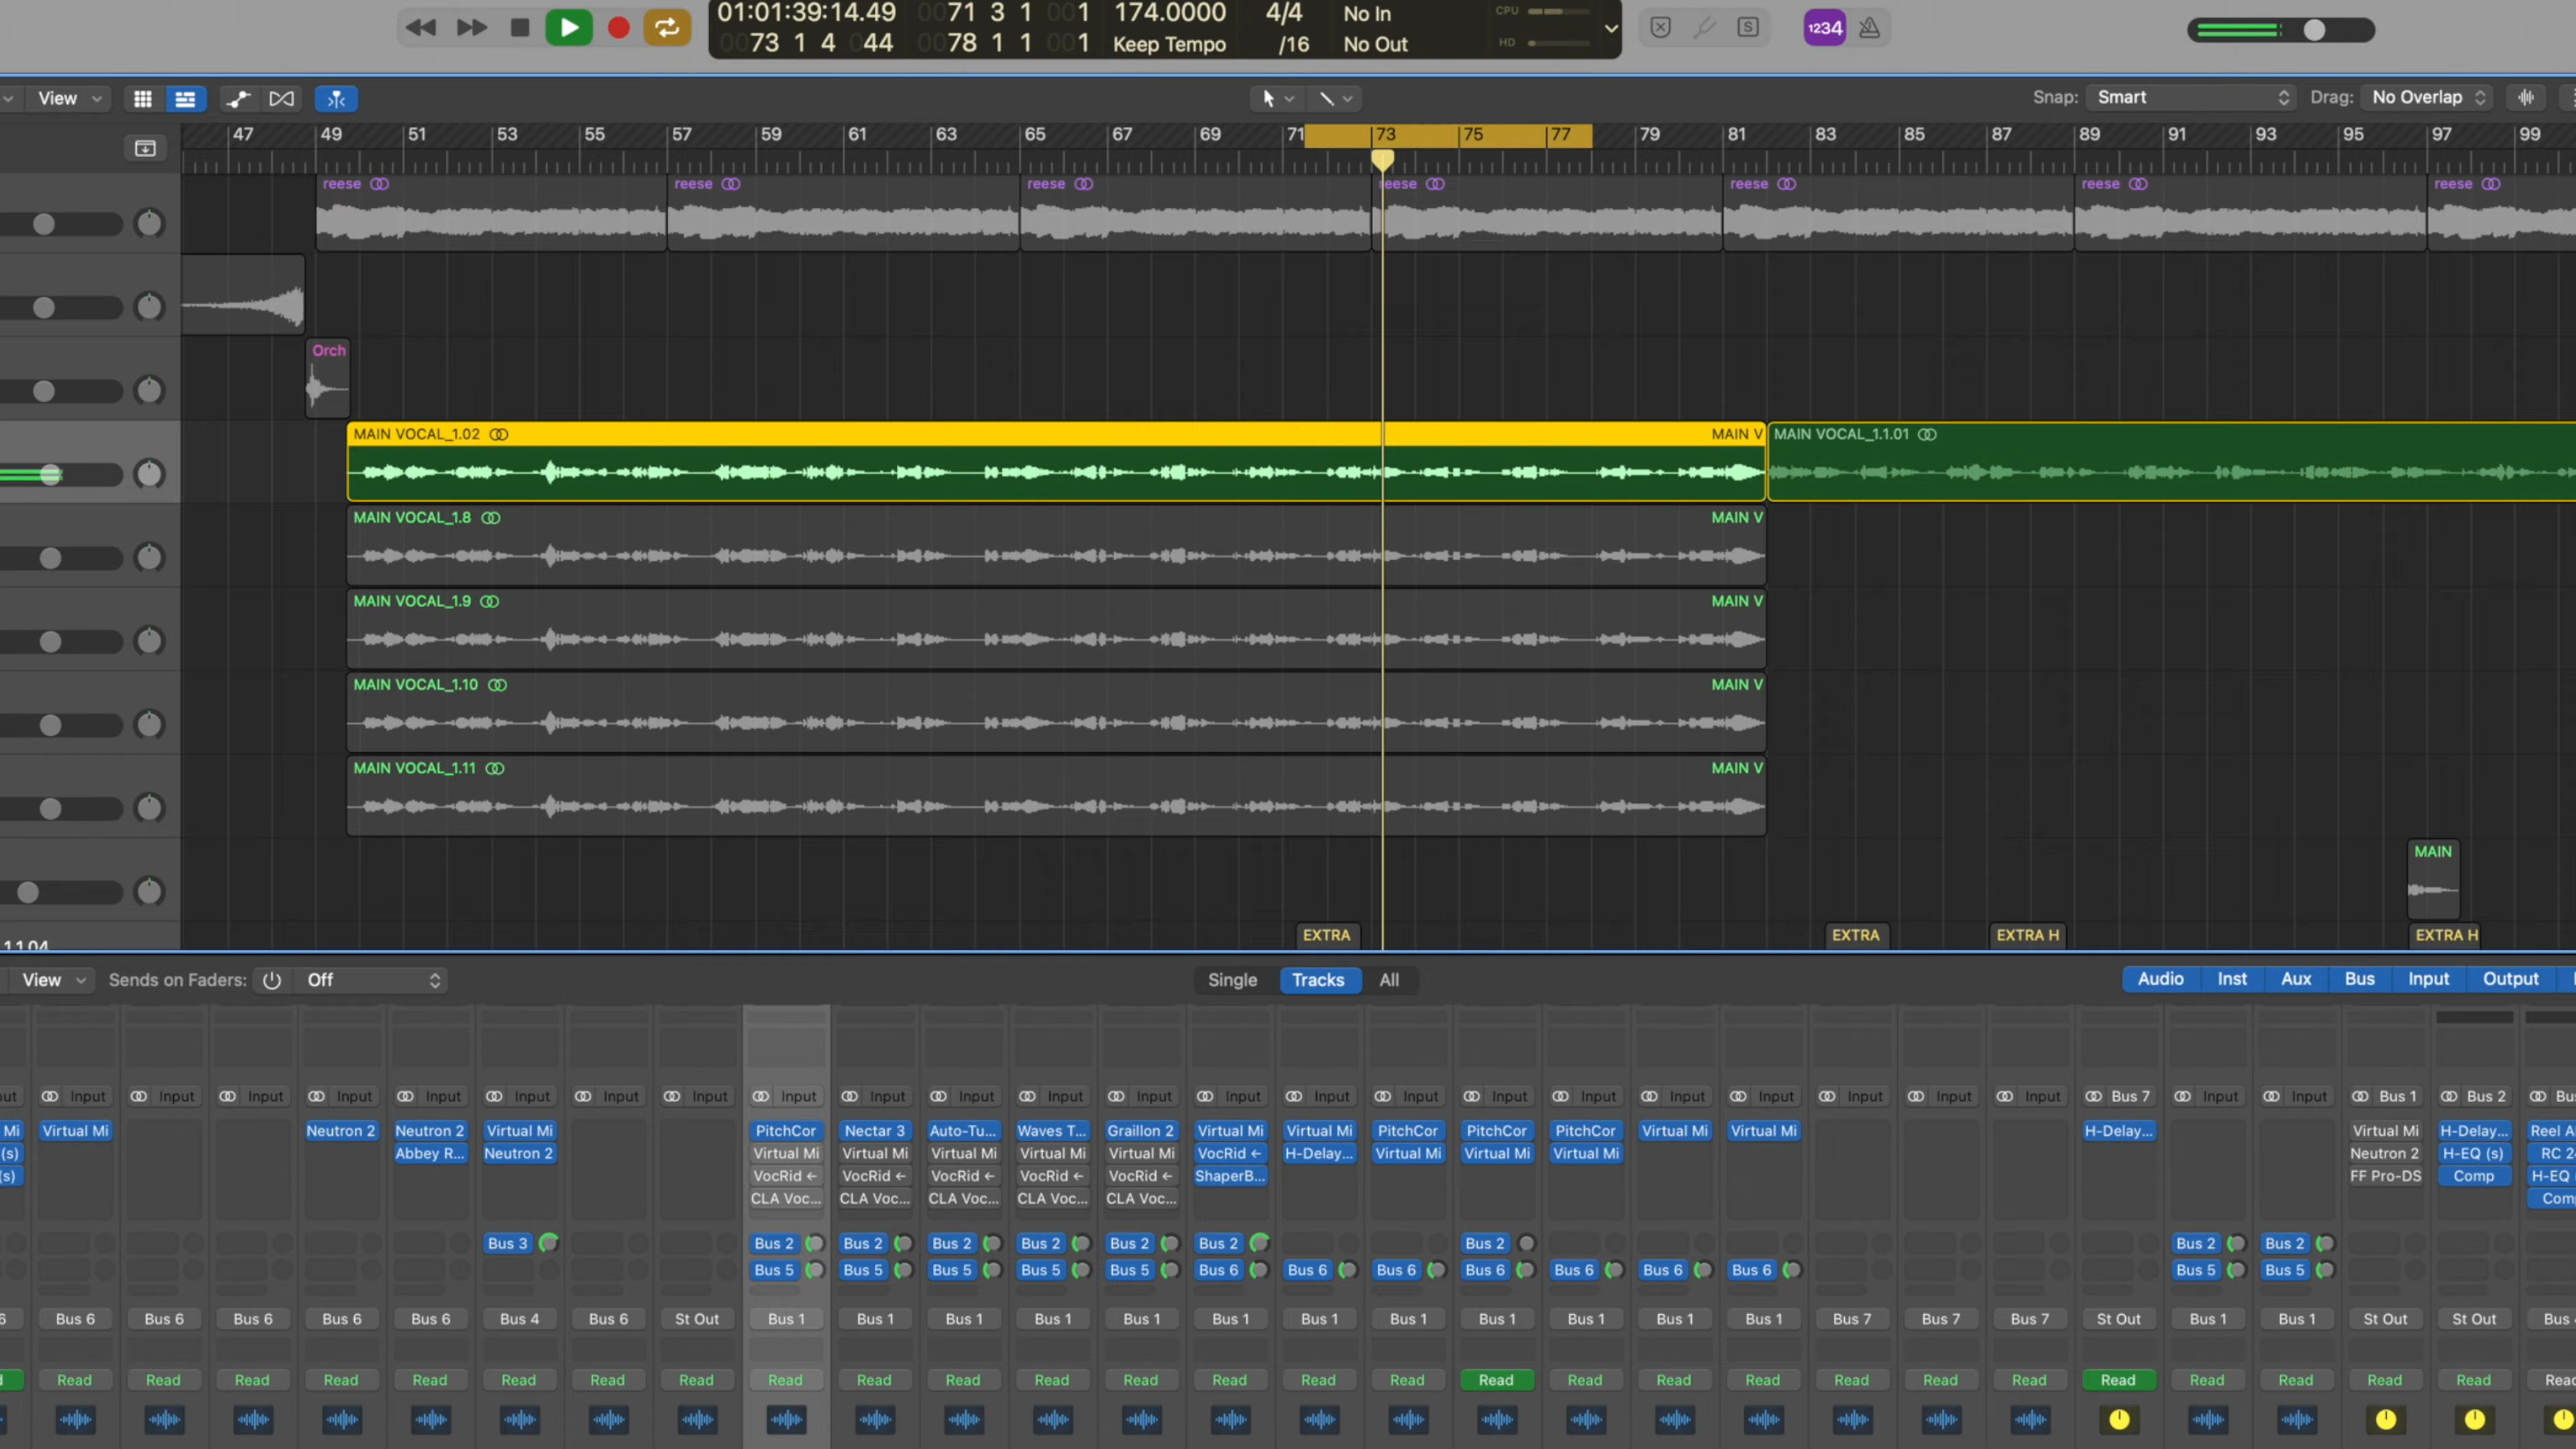 01:01:39:14.49 0071 3 1 001 174.0000 4/4 No In CPU
0073 1 4 044 0078 1 1 001 Keep Tempo /16 No Out HD
S 1234
View Snap: Smart Drag: No Overlap
47 49 51 53 55 57 59 61 63 65 67 69 71 73 75 77 79 81 83 85 87 89 91 93 95 97 99
reese reese reese reese reese reese reese
Orch
MAIN VOCAL_1.02 MAIN V MAIN VOCAL_1.1.01
MAIN VOCAL_1.8 MAIN V
MAIN VOCAL_1.9 MAIN V
MAIN VOCAL_1.10 MAIN V
MAIN VOCAL_1.11 MAIN V
MAIN
EXTRA EXTRA EXTRA H EXTRA H
View Sends on Faders: Off Single Tracks All Audio Inst Aux Bus Input Output
Input Input Input Input Input Input Input Input Input Input Input Input Input Input Input Input Input Input Input Input Input Input Input Bus 7 Input Input Bus 1 Bus 2 Bus
Mi Virtual Mi Neutron 2 Neutron 2 Virtual Mi PitchCor Nectar 3 Auto-Tu... Waves T... Graillon 2 Virtual Mi Virtual Mi PitchCor PitchCor PitchCor Virtual Mi Virtual Mi H-Delay... Virtual Mi H-Delay... Reel A
(s) Abbey R... Neutron 2 Virtual Mi Virtual Mi Virtual Mi Virtual Mi Virtual Mi VocRid ← H-Delay... Virtual Mi Virtual Mi Virtual Mi Neutron 2 H-EQ (s) RC 2
(s) VocRid ← VocRid ← VocRid ← VocRid ← VocRid ← ShaperB... FF Pro-DS Comp H-EQ
CLA Voc... CLA Voc... CLA Voc... CLA Voc... CLA Voc... Com
Bus 3 Bus 2 Bus 2 Bus 2 Bus 2 Bus 2 Bus 2 Bus 2 Bus 2 Bus 2
Bus 5 Bus 5 Bus 5 Bus 5 Bus 5 Bus 6 Bus 6 Bus 6 Bus 6 Bus 6 Bus 6 Bus 6 Bus 5 Bus 5
6 Bus 6 Bus 6 Bus 6 Bus 6 Bus 6 Bus 4 Bus 6 St Out Bus 1 Bus 1 Bus 1 Bus 1 Bus 1 Bus 1 Bus 1 Bus 1 Bus 1 Bus 1 Bus 1 Bus 1 Bus 7 Bus 7 Bus 7 St Out Bus 1 Bus 1 St Out St Out Bus
Read Read Read Read Read Read Read Read Read Read Read Read Read Read Read Read Read Read Read Read Read Read Read Read Read Read Read Read Read